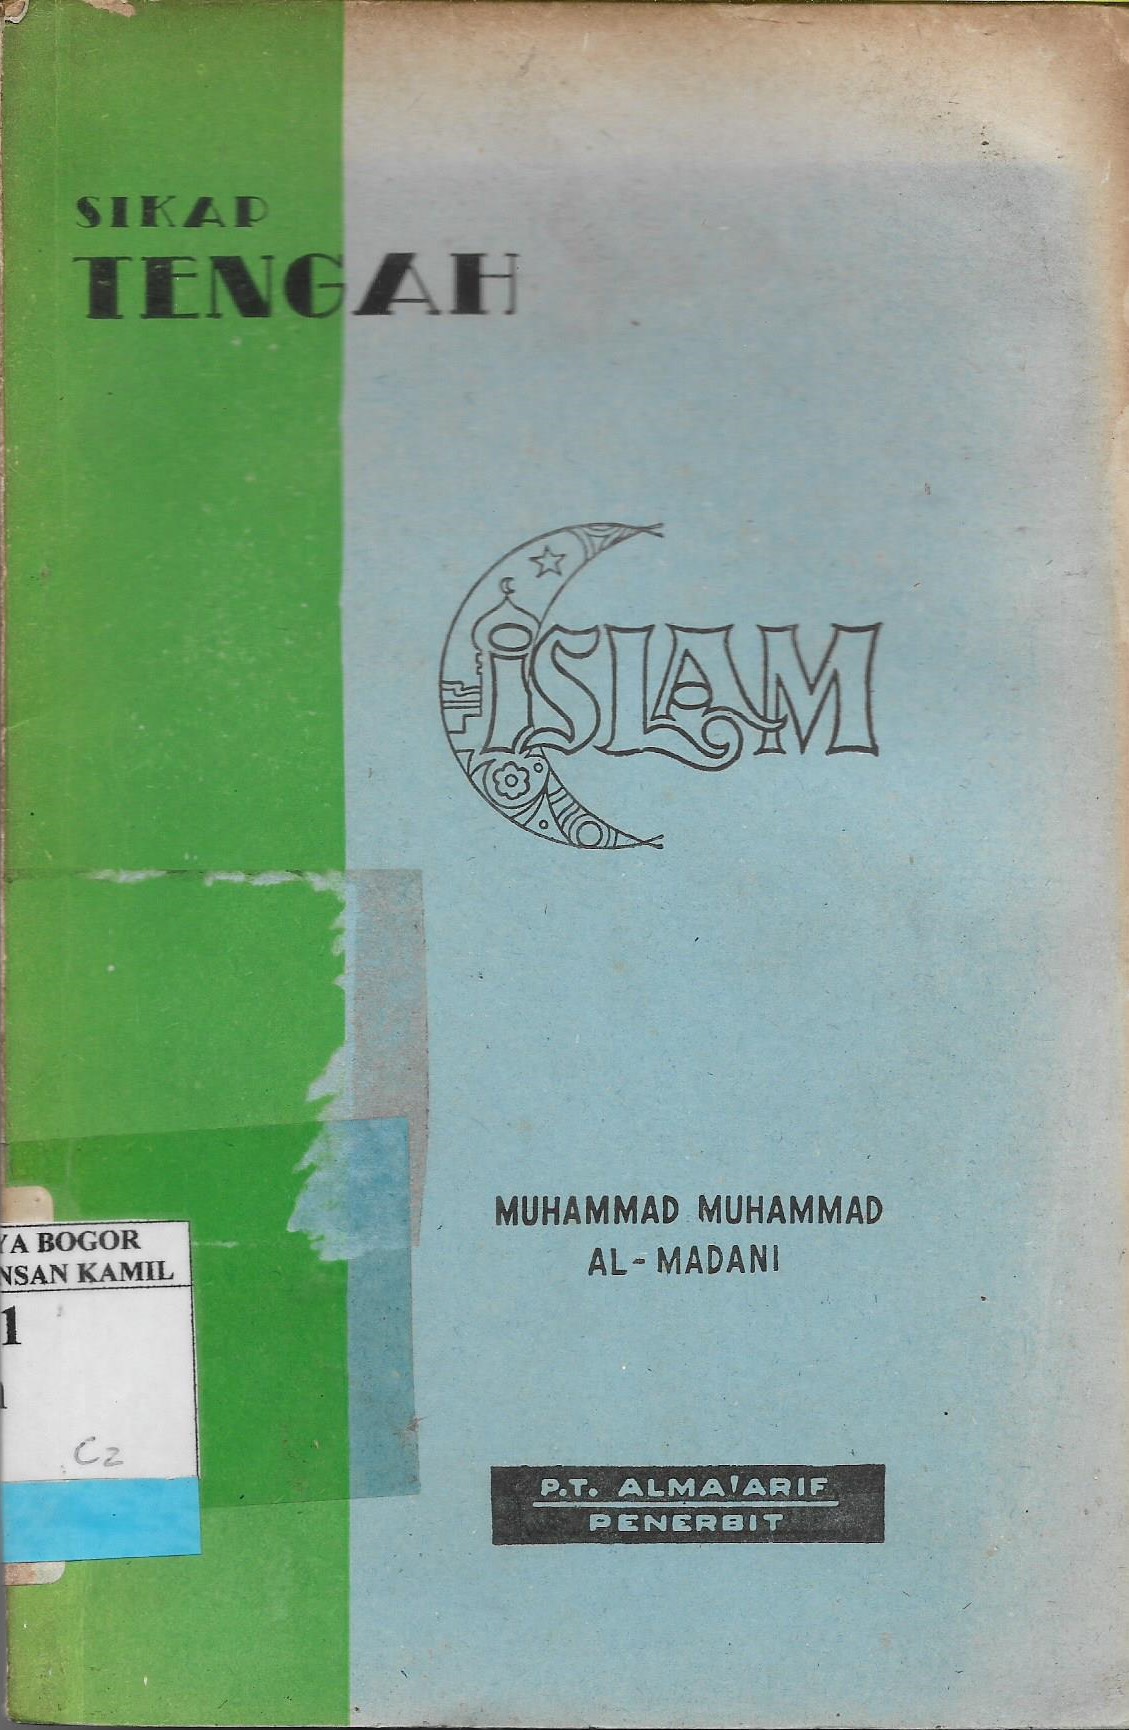 SIKAP
TENGAH
iSLAM
MUHAMMAD MUHAMMAD
AL-MADANI
YA BOGOR
NSAN KAMIL
1
C2
P.T. ALMA'ARIF
PENERBIT